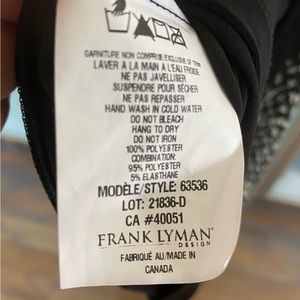 GARNITURE NON COMPRISE/EXCLUSIVE OF TRIM
LAVER A LA MAIN A L'EAU FROIDE
NE PAS JAVELLISER
SUSPENDRE POUR SÉCHER
NE PAS REPASSER
HAND WASH IN COLD WATER
DO NOT BLEACH
HANG TO DRY
DO NOT IRON
100% POLYESTER
COMBINATION:
95% POLYESTER
5% ELASTHANE
MODÈLE/STYLE: 63536
LOT: 21836-D
CA #40051
FRANK LYMAN
DESIGN
FABRIQUÉ AU/MADE IN
CANADA